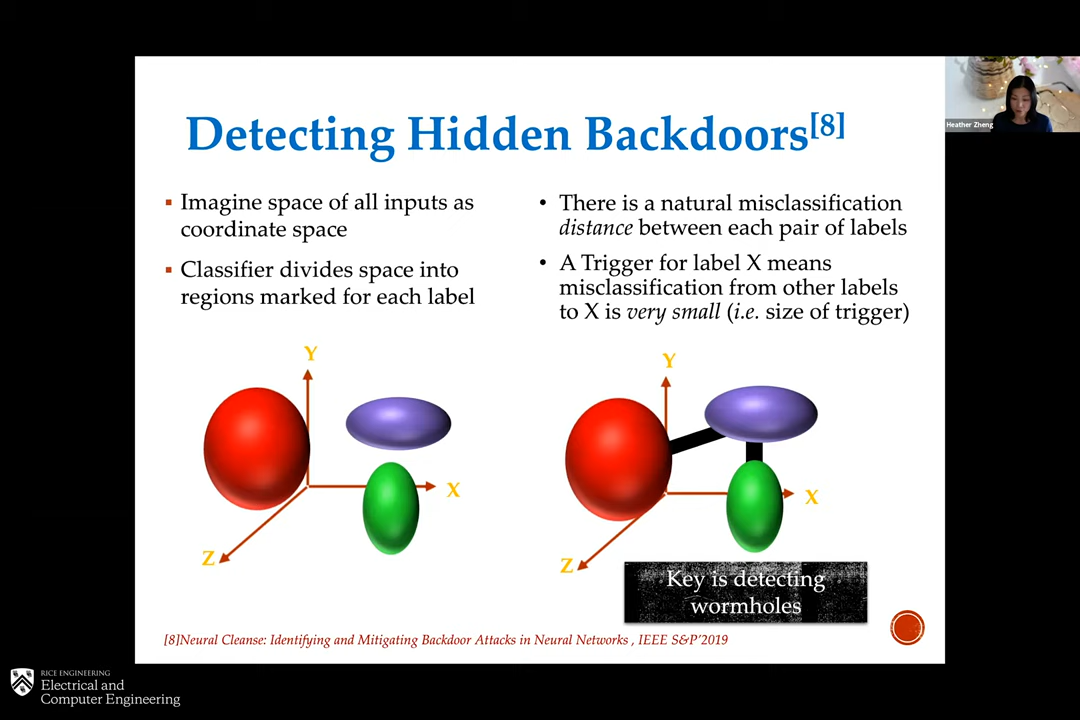 Heather Zheng
Detecting Hidden Backdoors[8]
▪ Imagine space of all inputs as
coordinate space
▪ Classifier divides space into
regions marked for each label
• There is a natural misclassification
distance between each pair of labels
• A Trigger for label X means
misclassification from other labels
to X is very small (i.e. size of trigger)
Y
X
Z
Y
X
Z
Key is detecting
wormholes
[8]Neural Cleanse: Identifying and Mitigating Backdoor Attacks in Neural Networks , IEEE S&P'2019
RICE ENGINEERING
Electrical and
Computer Engineering